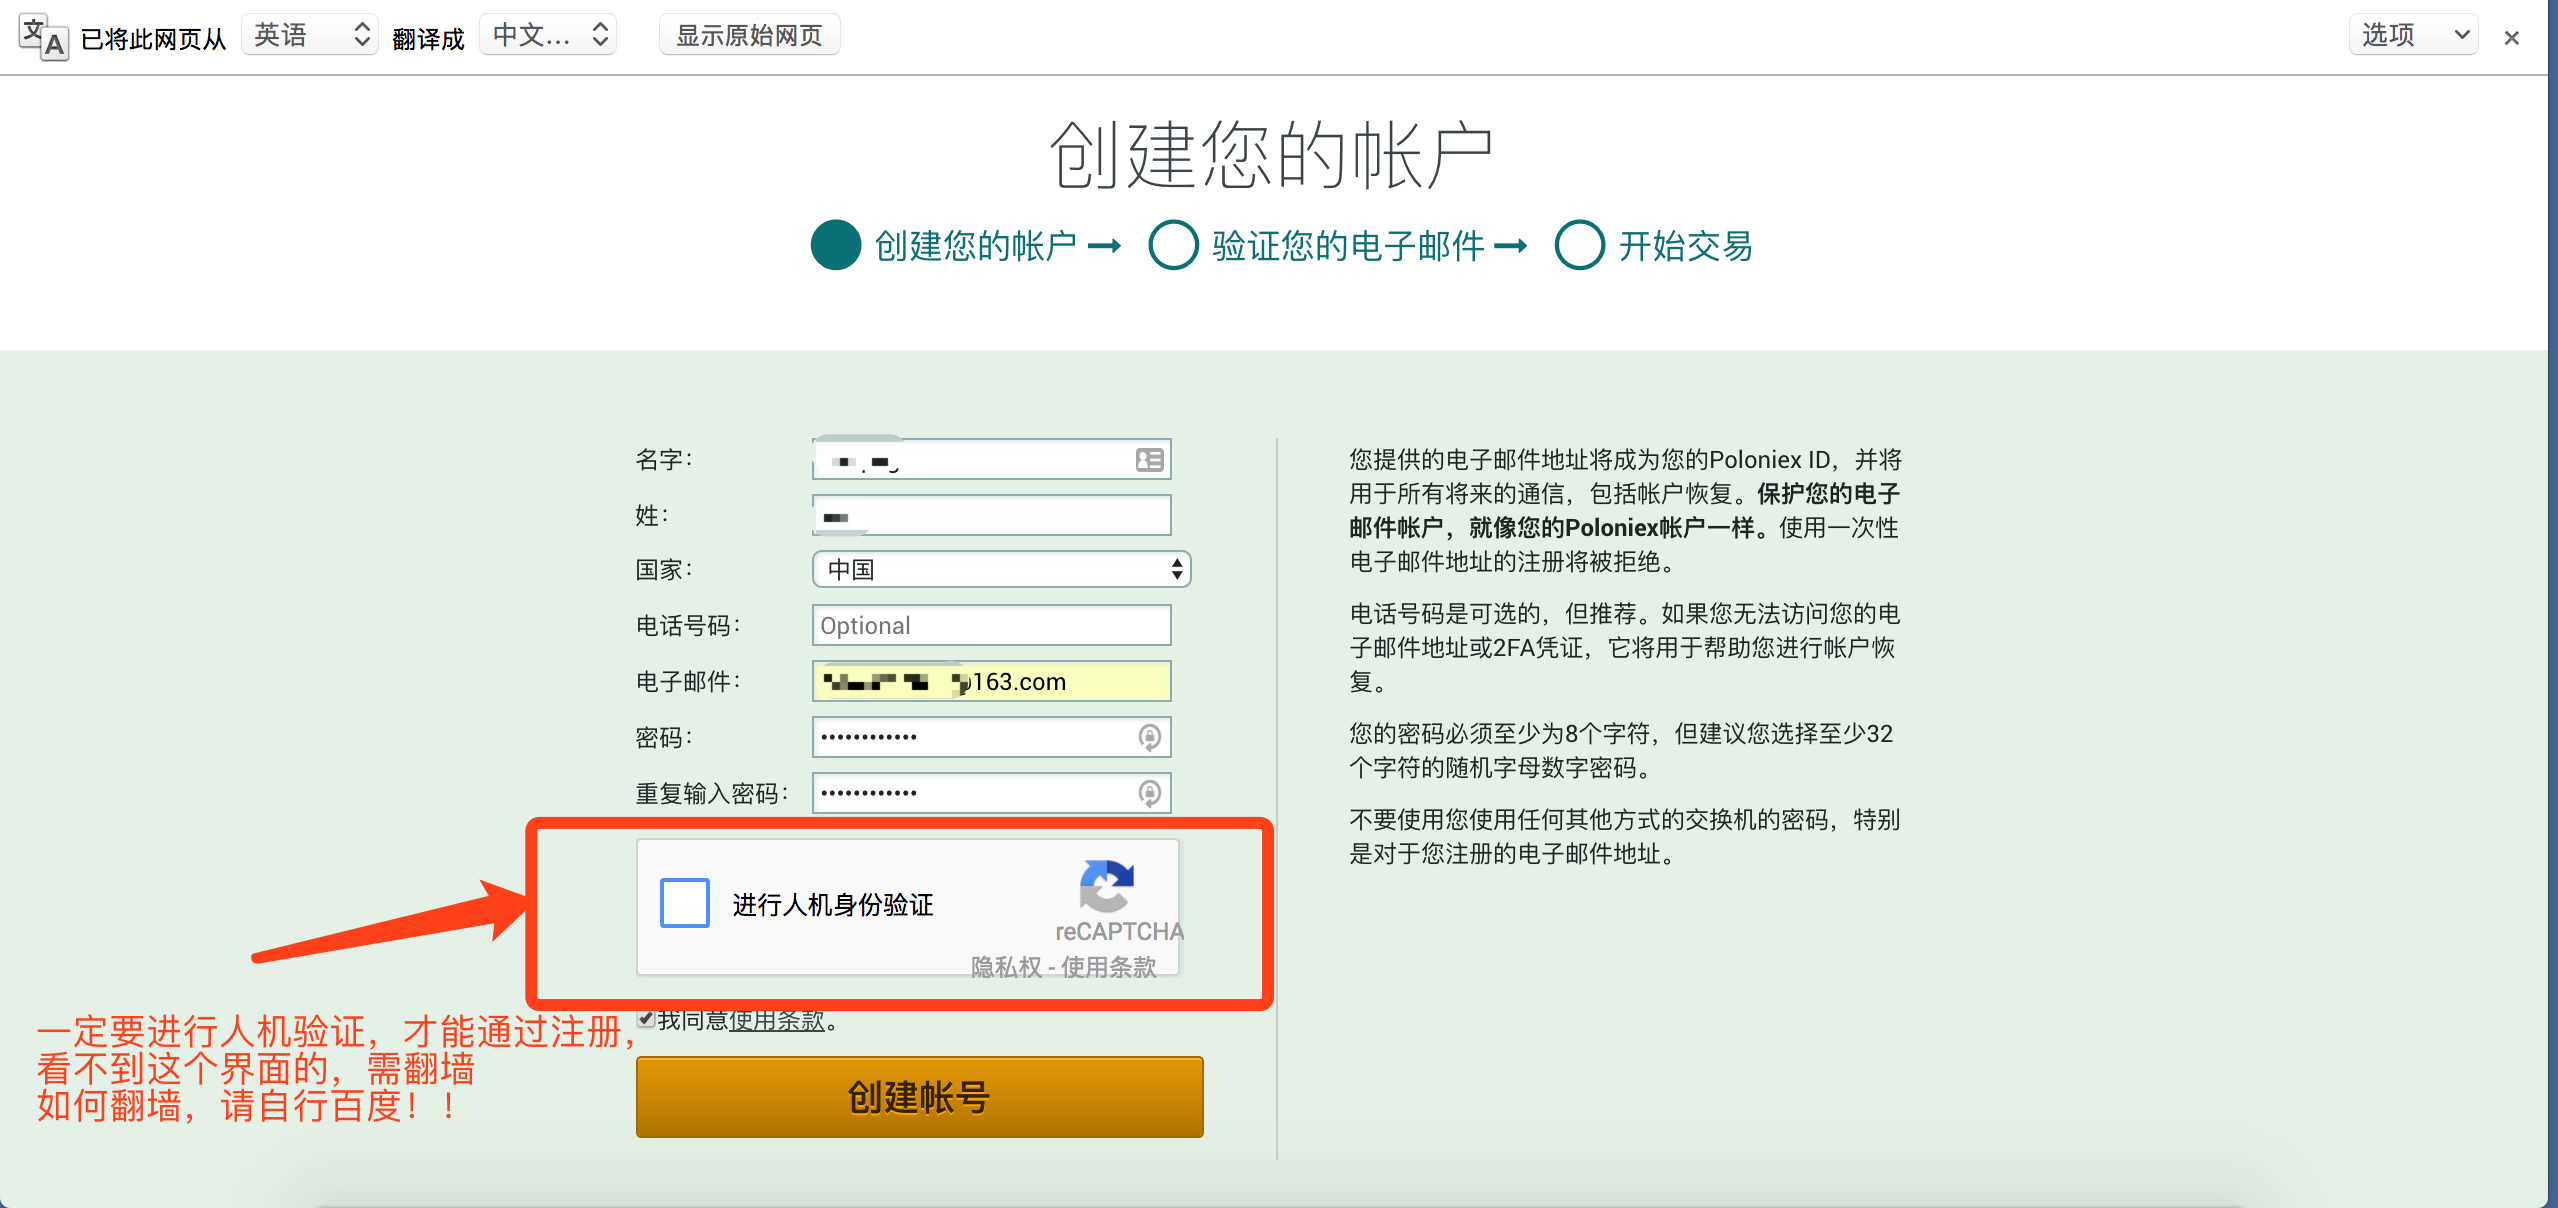 文A 已将此网页从 英语 翻译成 中文... 显示原始网页 选项 ×
创建您的帐户
创建您的帐户 → 验证您的电子邮件 → 开始交易
名字：
姓：
国家： 中国
电话号码： Optional
电子邮件： 163.com
密码： ••••••••••••
重复输入密码： ••••••••••••
进行人机身份验证
reCAPTCHA
隐私权 - 使用条款
我同意使用条款。
创建帐号
一定要进行人机验证，才能通过注册，
看不到这个界面的，需翻墙
如何翻墙，请自行百度！！
您提供的电子邮件地址将成为您的Poloniex ID，并将
用于所有将来的通信，包括帐户恢复。保护您的电子
邮件帐户，就像您的Poloniex帐户一样。使用一次性
电子邮件地址的注册将被拒绝。
电话号码是可选的，但推荐。如果您无法访问您的电
子邮件地址或2FA凭证，它将用于帮助您进行帐户恢
复。
您的密码必须至少为8个字符，但建议您选择至少32
个字符的随机字母数字密码。
不要使用您使用任何其他方式的交换机的密码，特别
是对于您注册的电子邮件地址。